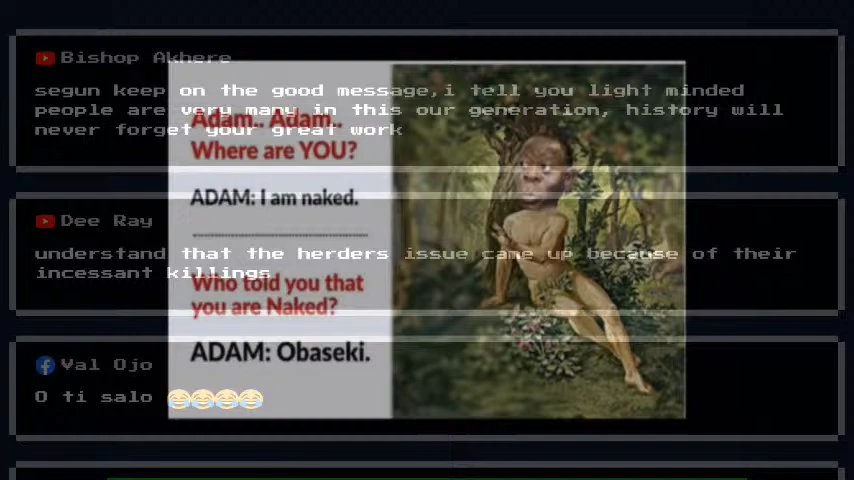 Bishop Akhere
segun keep on the good message,i tell you light minded
people are very many in this our generation, history will
never forget your great work
Adam.. Adam..
Where are YOU?
ADAM: I am naked.
Dee Ray
understand that the herders issue came up because of their
incessant killings
Who told you that
you are Naked?
ADAM: Obaseki.
Val Ojo
O ti salo 😂😂😂😂